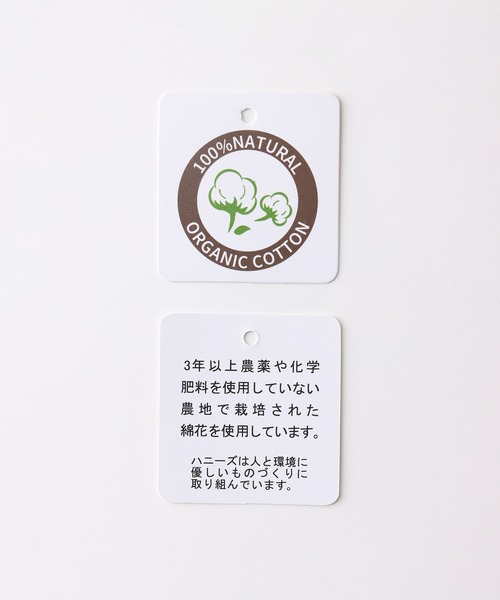 100%NATURAL
ORGANIC COTTON
3年以上農薬や化学
肥料を使用していない
農地で栽培された
綿花を使用しています。
ハニーズは人と環境に
優しいものづくりに
取り組んでいます。